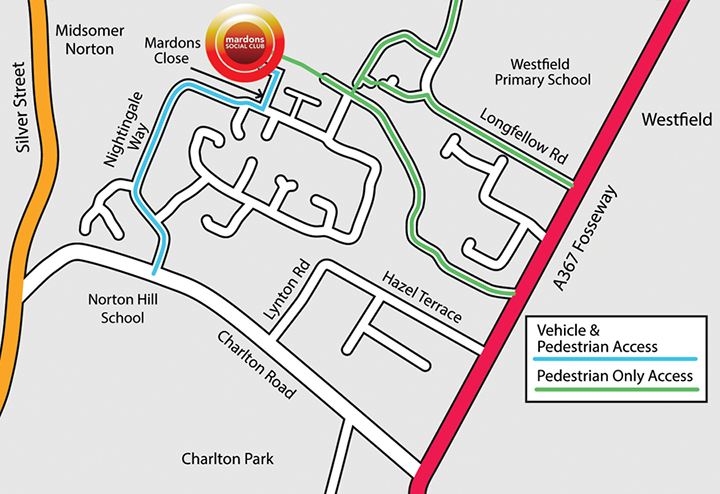 Midsomer
Norton
Mardons
Close
mardons
SOCIAL CLUB
Westfield
Primary School
Silver Street
Nightingale
Way
Longfellow Rd
Westfield
A367 Fosseway
Norton Hill
School
Lynton Rd
Hazel Terrace
Charlton Road
Charlton Park
Vehicle &
Pedestrian Access
Pedestrian Only Access